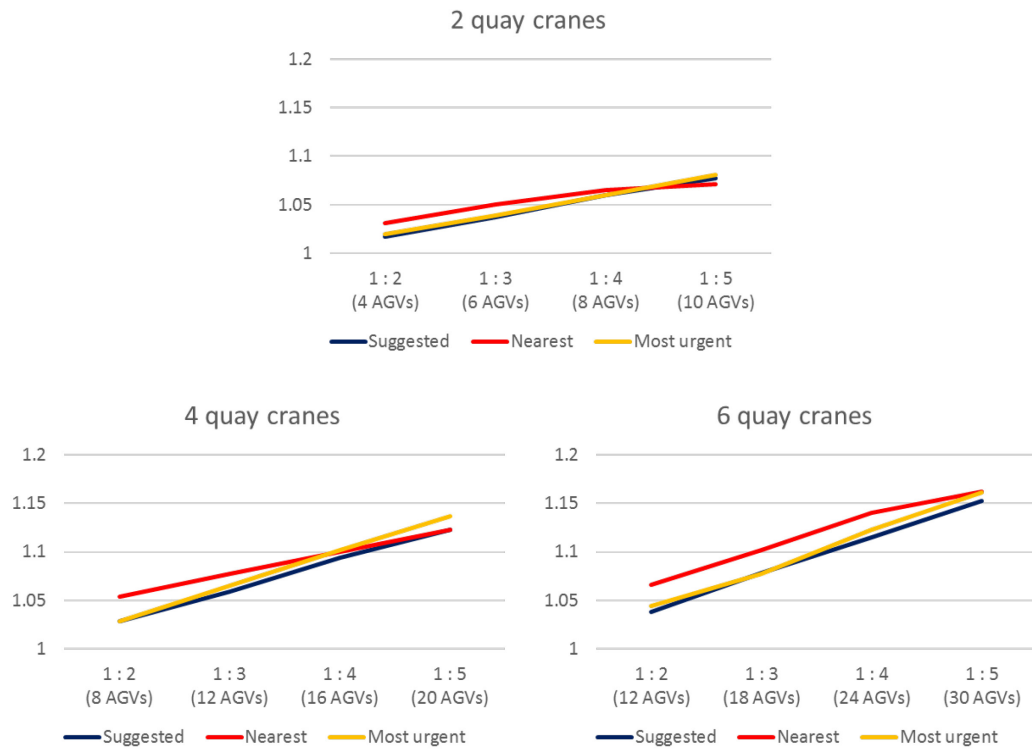 2 quay cranes
1.2
1.15
1.1
1.05
1
1 : 2 1 : 3 1 : 4 1 : 5
(4 AGVs) (6 AGVs) (8 AGVs) (10 AGVs)
Suggested Nearest Most urgent
4 quay cranes
1.2
1.15
1.1
1.05
1
1 : 2 1 : 3 1 : 4 1 : 5
(8 AGVs) (12 AGVs) (16 AGVs) (20 AGVs)
Suggested Nearest Most urgent
6 quay cranes
1.2
1.15
1.1
1.05
1
1 : 2 1 : 3 1 : 4 1 : 5
(12 AGVs) (18 AGVs) (24 AGVs) (30 AGVs)
Suggested Nearest Most urgent